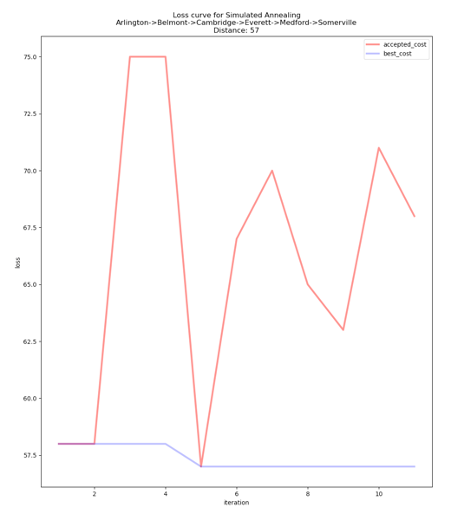 Loss curve for Simulated Annealing
Arlington->Belmont->Cambridge->Everett->Medford->Somerville
Distance: 57
accepted_cost
best_cost
75.0
72.5
70.0
67.5
65.0
62.5
60.0
57.5
loss
2 4 6 8 10
iteration